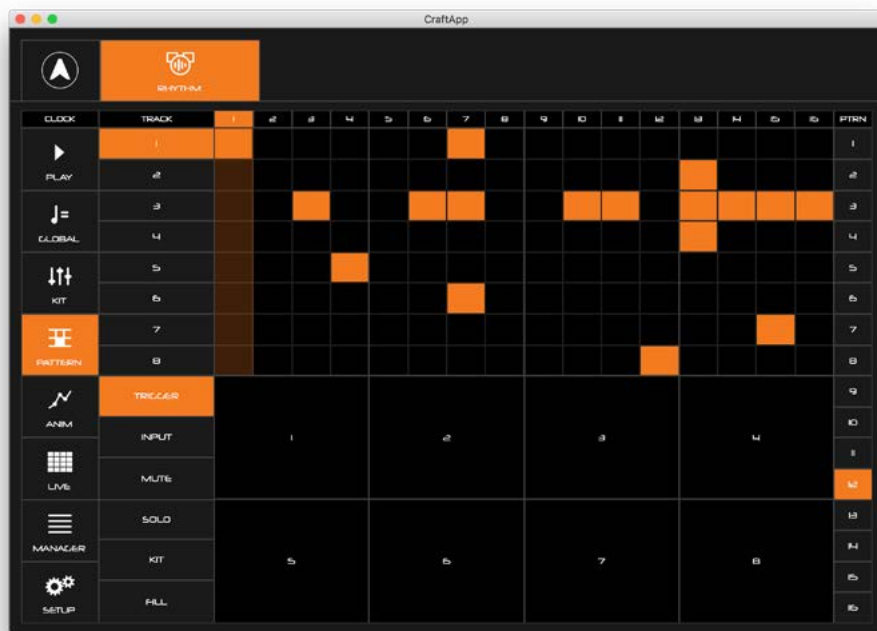 CraftApp
RHYTHM
CLOCK TRACK 1 2 3 4 5 6 7 8 9 10 11 12 13 14 15 16 PTRN
PLAY
GLOBAL
KIT
PATTERN
ANIM
LIVE
MANAGER
SETUP
1
2
3
4
5
6
7
8
TRIGGER
INPUT
MUTE
SOLO
KIT
FILL
1 2 3 4
5 6 7 8
1
2
3
4
5
6
7
8
9
10
11
12
13
14
15
16